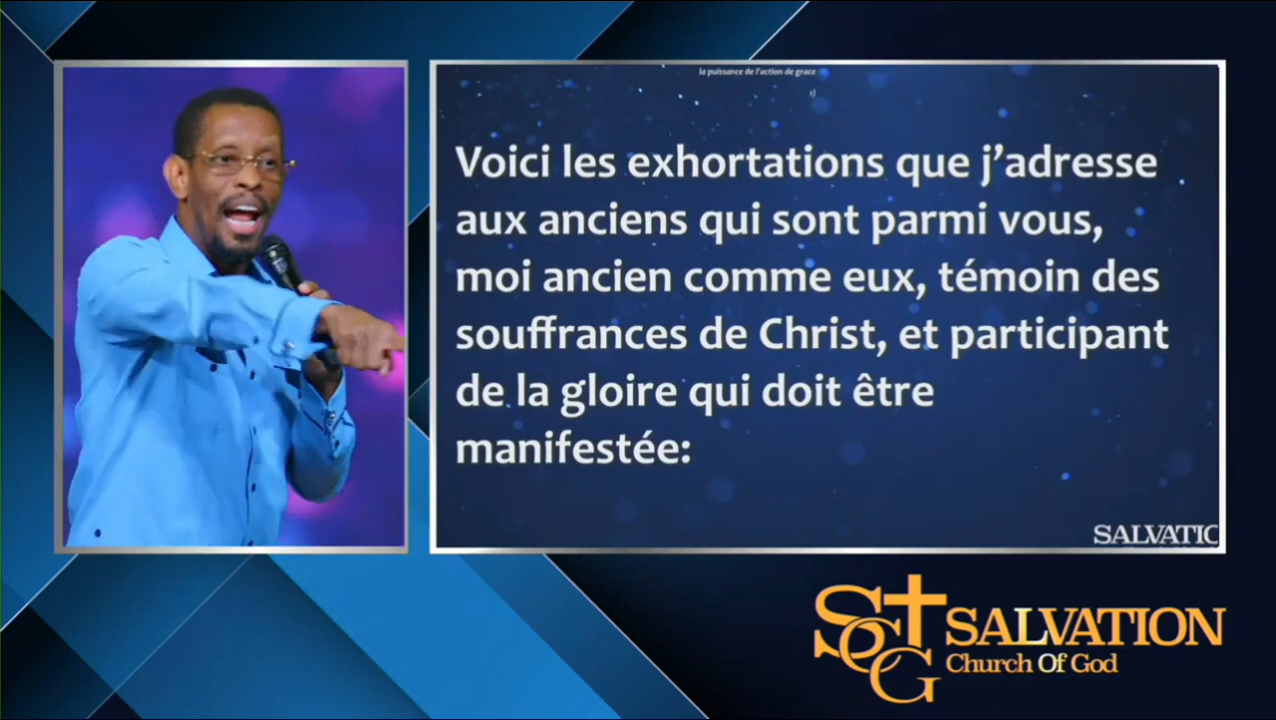 la puissance de l'action de grace
1)
Voici les exhortations que j’adresse
aux anciens qui sont parmi vous,
moi ancien comme eux, témoin des
souffrances de Christ, et participant
de la gloire qui doit être
manifestée:
SALVATIC
SCG SALVATION
Church Of God